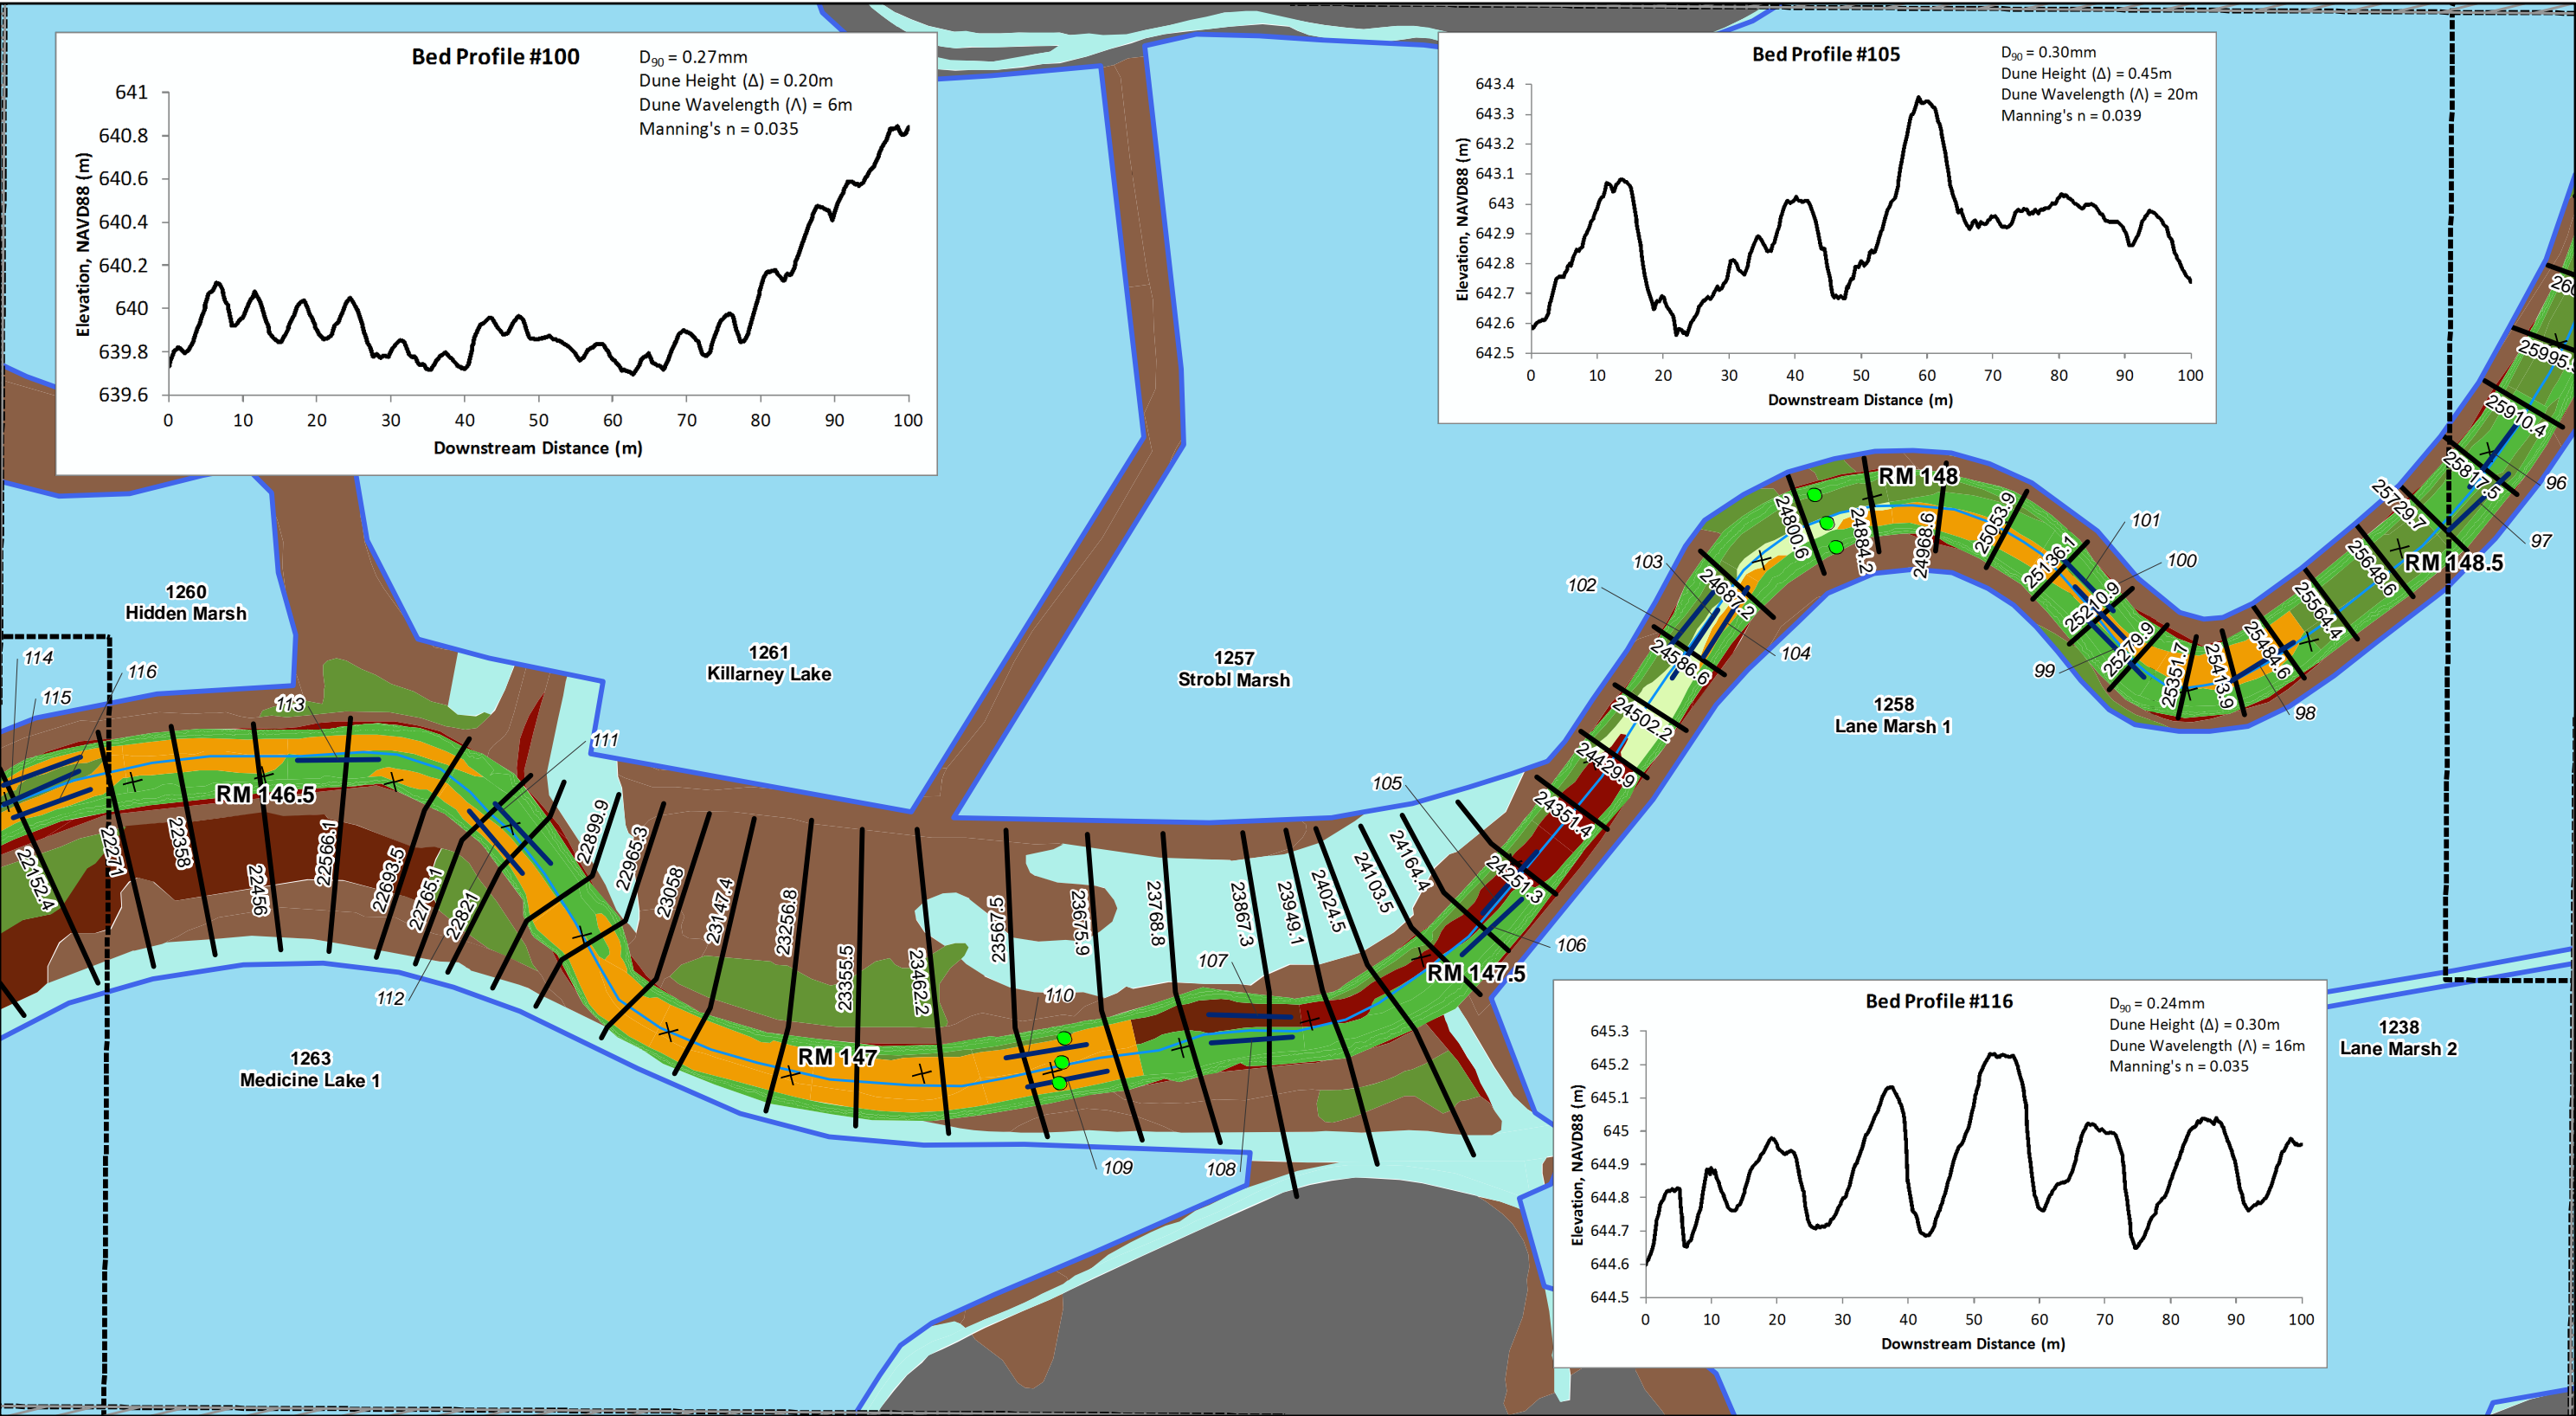 Bed Profile #100
D90 = 0.27mm
Dune Height (Δ) = 0.20m
Dune Wavelength (Λ) = 6m
Manning's n = 0.035
Elevation, NAVD88 (m)
641
640.8
640.6
640.4
640.2
640
639.8
639.6
0 10 20 30 40 50 60 70 80 90 100
Downstream Distance (m)
Bed Profile #105
D90 = 0.30mm
Dune Height (Δ) = 0.45m
Dune Wavelength (Λ) = 20m
Manning's n = 0.039
Elevation, NAVD88 (m)
643.4
643.3
643.2
643.1
643
642.9
642.8
642.7
642.6
642.5
0 10 20 30 40 50 60 70 80 90 100
Downstream Distance (m)
25995.
25910.4
25817.5
96
25729.7
97
RM 148.5
25648.6
25564.4
25484.6
98
25413.9
25351.7
25279.9
99
25210.9
100
25136.1
101
25053.9
24968.6
RM 148
24884.2
24800.6
24687.2
103
102
104
24586.6
24502.2
24429.9
24351.4
24251.3
105
106
RM 147.5
24164.4
24103.5
24024.5
23949.1
23867.3
23768.8
23675.9
23567.5
23462.2
23355.5
23256.8
23147.4
23058
22965.3
22899.9
22821
22765.1
22693.5
22566.1
22456
22358
22271
22152.4
107
108
109
110
RM 147
111
112
113
RM 146.5
114
115
116
1260
Hidden Marsh
1261
Killarney Lake
1257
Strobl Marsh
1258
Lane Marsh 1
1263
Medicine Lake 1
1238
Lane Marsh 2
Bed Profile #116
D90 = 0.24mm
Dune Height (Δ) = 0.30m
Dune Wavelength (Λ) = 16m
Manning's n = 0.035
Elevation, NAVD88 (m)
645.3
645.2
645.1
645
644.9
644.8
644.7
644.6
644.5
0 10 20 30 40 50 60 70 80 90 100
Downstream Distance (m)